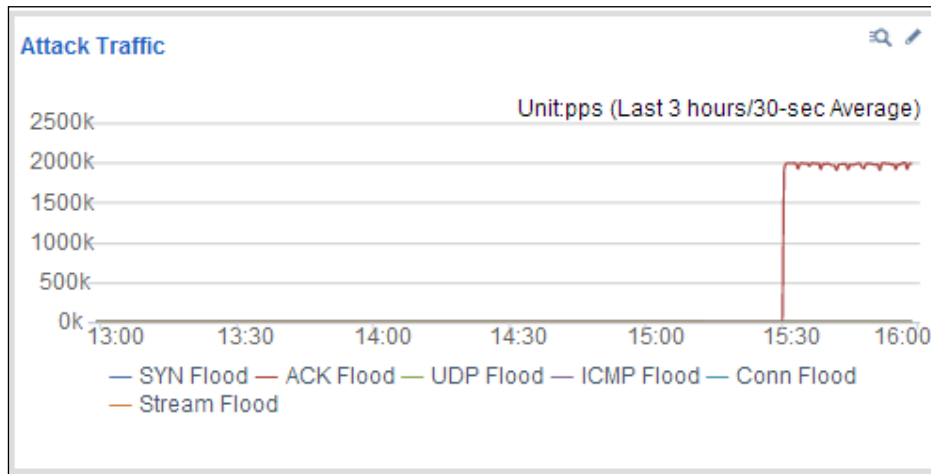 Attack Traffic
Unit:pps (Last 3 hours/30-sec Average)
2500k
2000k
1500k
1000k
500k
0k
13:00 13:30 14:00 14:30 15:00 15:30 16:00
SYN Flood ACK Flood UDP Flood ICMP Flood Conn Flood
Stream Flood